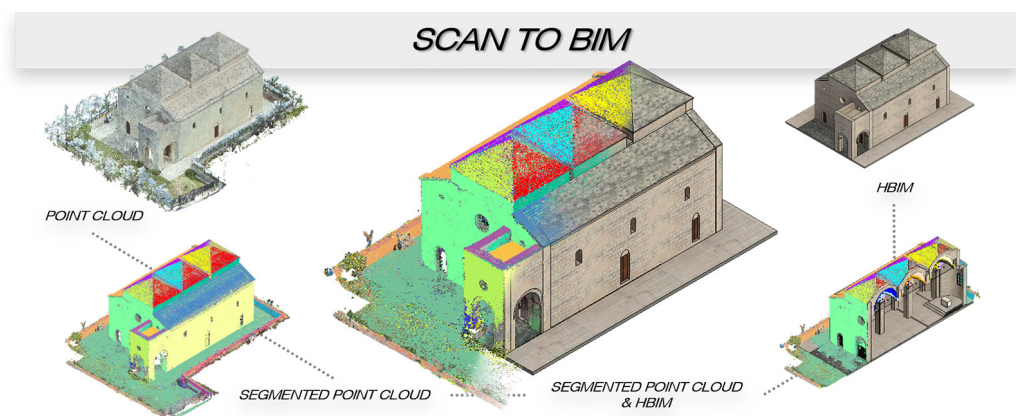 SCAN TO BIM
POINT CLOUD
HBIM
SEGMENTED POINT CLOUD
SEGMENTED POINT CLOUD
& HBIM